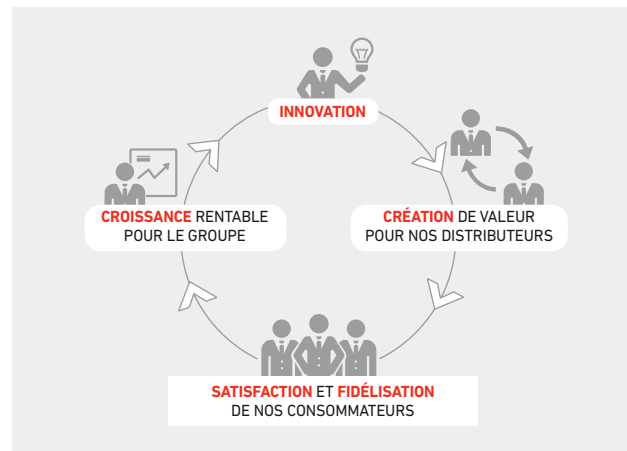 INNOVATION
CRÉATION DE VALEUR
POUR NOS DISTRIBUTEURS
SATISFACTION ET FIDÉLISATION
DE NOS CONSOMMATEURS
CROISSANCE RENTABLE
POUR LE GROUPE